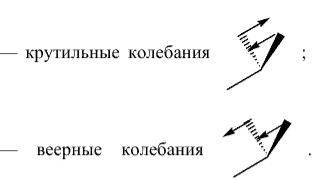 — крутильные колебания ;
— веерные колебания .